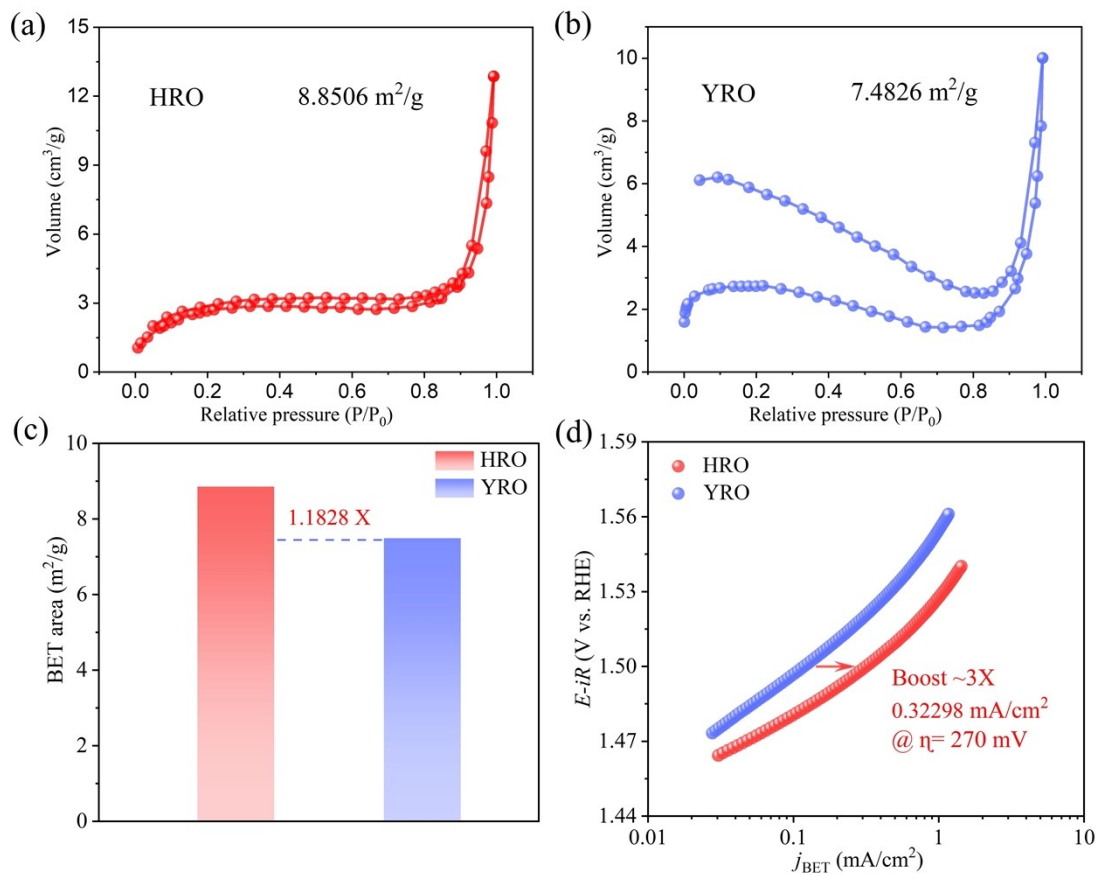 (a)
15
12
9
6
3
0
Volume (cm³/g)
HRO 8.8506 m²/g
0.0 0.2 0.4 0.6 0.8 1.0
Relative pressure (P/P₀)
(b)
10
8
6
4
2
0
Volume (cm³/g)
YRO 7.4826 m²/g
0.0 0.2 0.4 0.6 0.8 1.0
Relative pressure (P/P₀)
(c)
10
8
6
4
2
0
BET area (m²/g)
HRO
YRO
1.1828 X
(d)
1.59
1.56
1.53
1.50
1.47
1.44
E-iR (V vs. RHE)
HRO
YRO
Boost ~3X
0.32298 mA/cm²
@ η= 270 mV
0.01 0.1 1 10
jBET (mA/cm²)